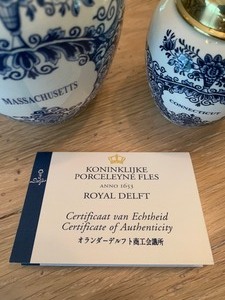 MASSACHUSETTS
CONNECTICUT
KONINKLIJKE
PORCELEYNE FLES
ANNO 1653
ROYAL DELFT
Certificaat van Echtheid
Certificate of Authenticity
オランダーデルフト商工会議所